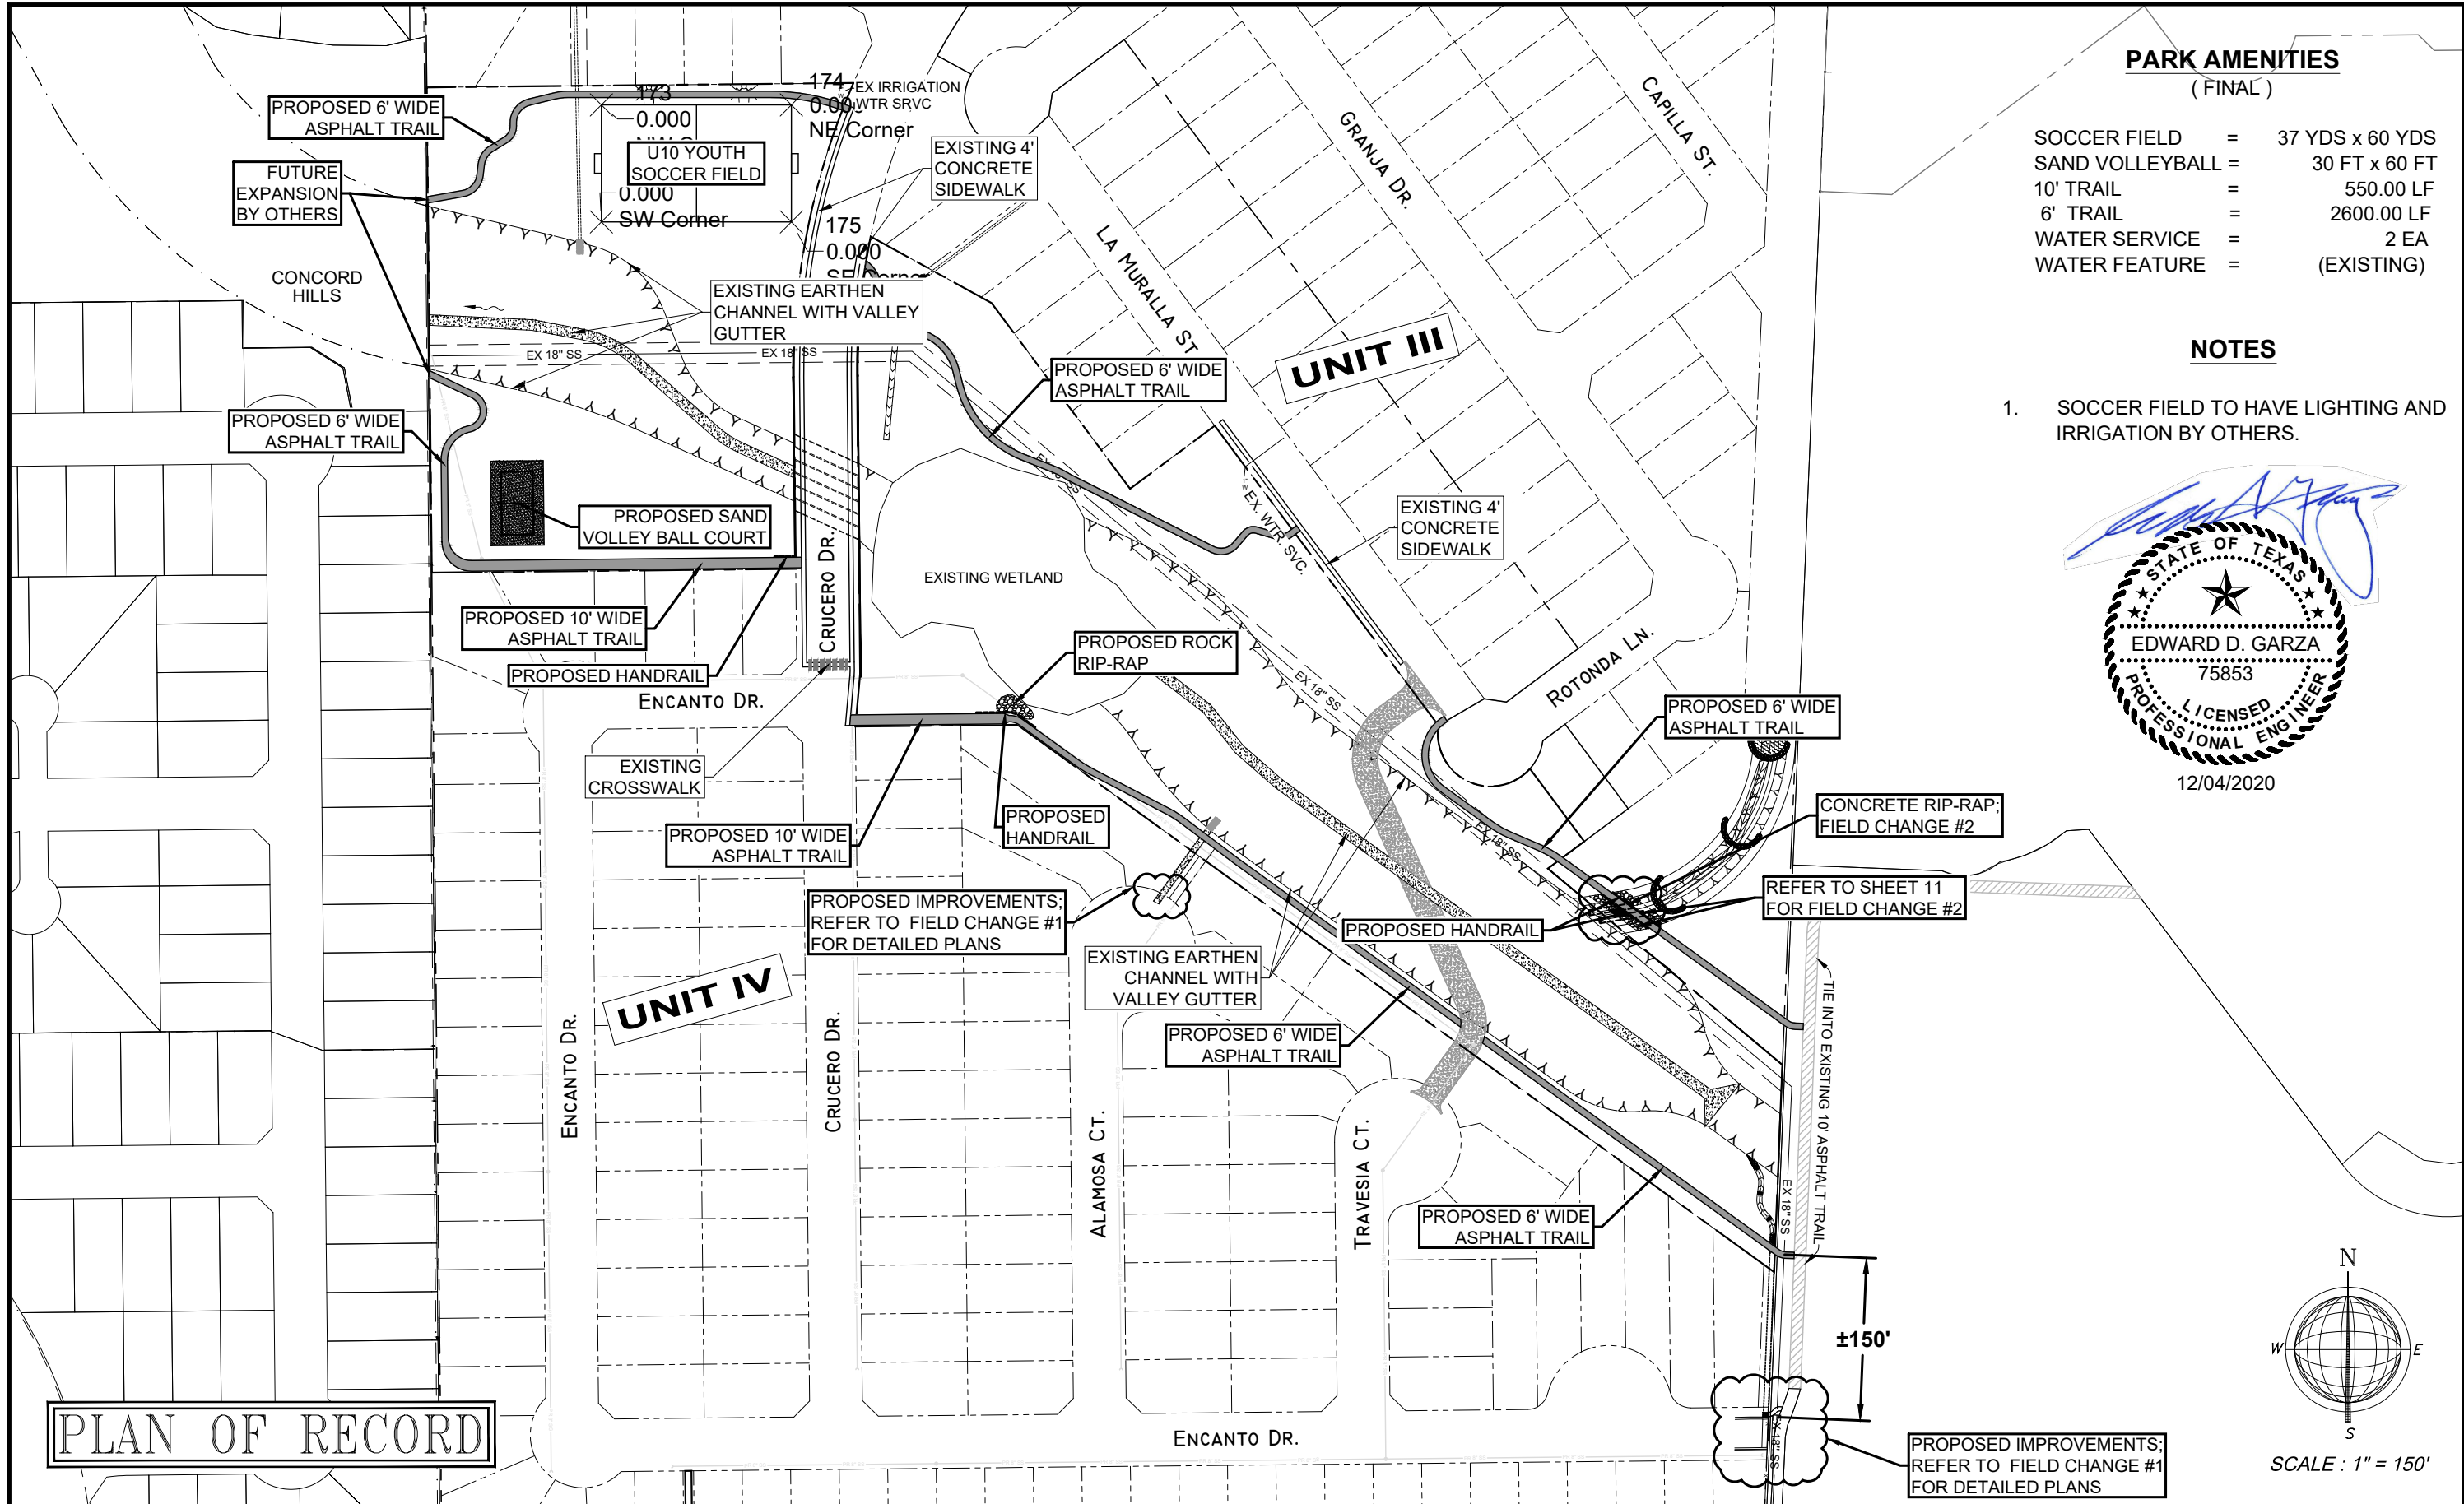 PARK AMENITIES
( FINAL )
SOCCER FIELD = 37 YDS x 60 YDS
SAND VOLLEYBALL = 30 FT x 60 FT
10' TRAIL = 550.00 LF
6' TRAIL = 2600.00 LF
WATER SERVICE = 2 EA
WATER FEATURE = (EXISTING)
NOTES
1. SOCCER FIELD TO HAVE LIGHTING AND
IRRIGATION BY OTHERS.
STATE OF TEXAS
EDWARD D. GARZA
75853
LICENSED
PROFESSIONAL ENGINEER
12/04/2020
PROPOSED 6' WIDE
ASPHALT TRAIL
FUTURE
EXPANSION
BY OTHERS
CONCORD
HILLS
173
0.000
U10 YOUTH
SOCCER FIELD
0.000
SW Corner
174
EX IRRIGATION
WTR SRVC
NE Corner
175
0.000
EXISTING 4'
CONCRETE
SIDEWALK
EXISTING EARTHEN
CHANNEL WITH VALLEY
GUTTER
EX 18" SS
EX 18" SS
PROPOSED 6' WIDE
ASPHALT TRAIL
PROPOSED 6' WIDE
ASPHALT TRAIL
PROPOSED SAND
VOLLEY BALL COURT
PROPOSED 10' WIDE
ASPHALT TRAIL
PROPOSED HANDRAIL
CRUCERO DR.
ENCANTO DR.
EXISTING
CROSSWALK
EXISTING WETLAND
PROPOSED ROCK
RIP-RAP
PROPOSED
HANDRAIL
PROPOSED 10' WIDE
ASPHALT TRAIL
PROPOSED IMPROVEMENTS;
REFER TO FIELD CHANGE #1
FOR DETAILED PLANS
LA MURALLA ST
GRANJA DR.
CAPILLA ST.
UNIT III
EX. WTR. SVC.
EXISTING 4'
CONCRETE
SIDEWALK
ROTONDA LN.
EX 18" SS
EX 18" SS
PROPOSED 6' WIDE
ASPHALT TRAIL
CONCRETE RIP-RAP;
FIELD CHANGE #2
REFER TO SHEET 11
FOR FIELD CHANGE #2
PROPOSED HANDRAIL
EXISTING EARTHEN
CHANNEL WITH
VALLEY GUTTER
PROPOSED 6' WIDE
ASPHALT TRAIL
PROPOSED 6' WIDE
ASPHALT TRAIL
TIE INTO EXISTING 10' ASPHALT TRAIL
EX 18" SS
UNIT IV
ENCANTO DR.
CRUCERO DR.
ALAMOSA CT.
TRAVESIA CT.
ENCANTO DR.
±150'
PROPOSED IMPROVEMENTS;
REFER TO FIELD CHANGE #1
FOR DETAILED PLANS
PLAN OF RECORD
N
W
E
S
SCALE : 1" = 150'